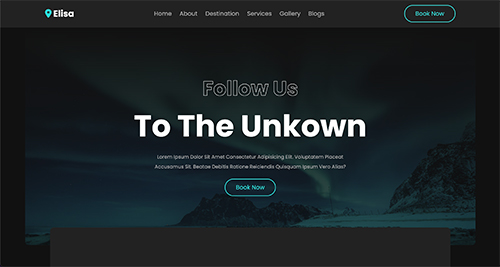 Elisa
Home About Destination Services Gallery Blogs
Book Now
Follow Us
To The Unkown
Lorem Ipsum Dolor Sit Amet Consectetur Adipisicing Elit. Voluptatem Placeat
Accusamus Sit. Beatae Debitis Ratione Reiciendis Quisquam Ipsum Vero Alias?
Book Now